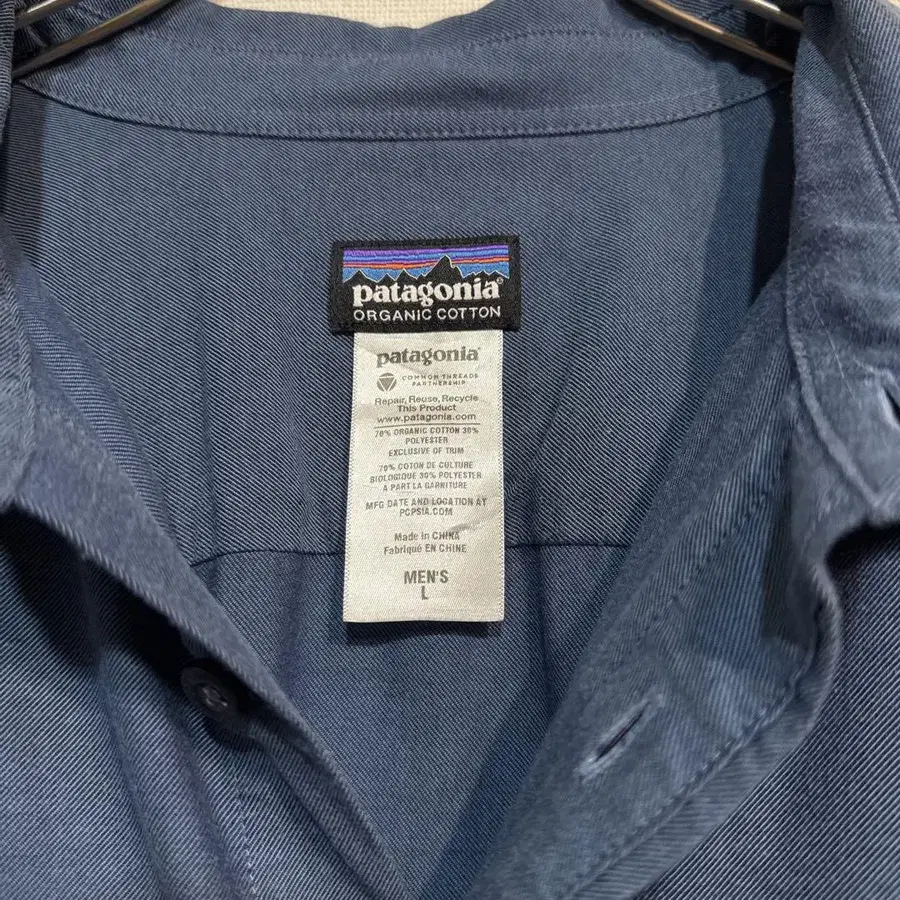 patagonia®
ORGANIC COTTON
patagonia®
COMMON THREADS
PARTNERSHIP
Repair, Reuse, Recycle
This Product
www.patagonia.com
70% ORGANIC COTTON 30%
POLYESTER
EXCLUSIVE OF TRIM
70% COTON DE CULTURE
BIOLOGIQUE 30% POLYESTER
A PART LA GARNITURE
MFG DATE AND LOCATION AT
PCPSIA.COM
Made in CHINA
Fabriqué EN CHINE
MEN'S
L